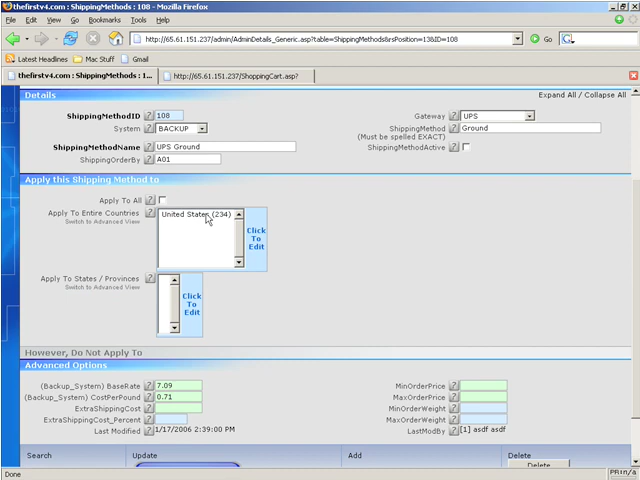 thefirstv4.com : ShippingMethods : 108 - Mozilla Firefox
File Edit View Go Bookmarks Tools Help
http://65.61.151.237/admin/AdminDetails_Generic.asp?table=ShippingMethods&rsPosition=13&ID=108 Go
Latest Headlines Mac Stuff Gmail
thefirstv4.com : ShippingMethods : 1... http://65.61.151.237/ShoppingCart.asp?
Details Expand All / Collapse All
ShippingMethodID ? 108 Gateway ? UPS
System ? BACKUP ShippingMethod ? Ground
(Must be spelled EXACT)
ShippingMethodName ? UPS Ground ShippingMethodActive ?
ShippingOrderBy ? A01
Apply this Shipping Method to
Apply To All ?
Apply To Entire Countries ? United States (234)
Switch to Advanced View
Click
To
Edit
Apply To States / Provinces ?
Switch to Advanced View
Click
To
Edit
However, Do Not Apply To
Advanced Options
(Backup_System) BaseRate ? 7.09 MinOrderPrice ?
(Backup_System) CostPerPound ? 0.71 MaxOrderPrice ?
ExtraShippingCost ? MinOrderWeight ?
ExtraShippingCost_Percent ? MaxOrderWeight ?
Last Modified ? 1/17/2006 2:39:00 PM LastModBy ? [1] asdf asdf
Search Update Add Delete
Delete
Done PR:n/a